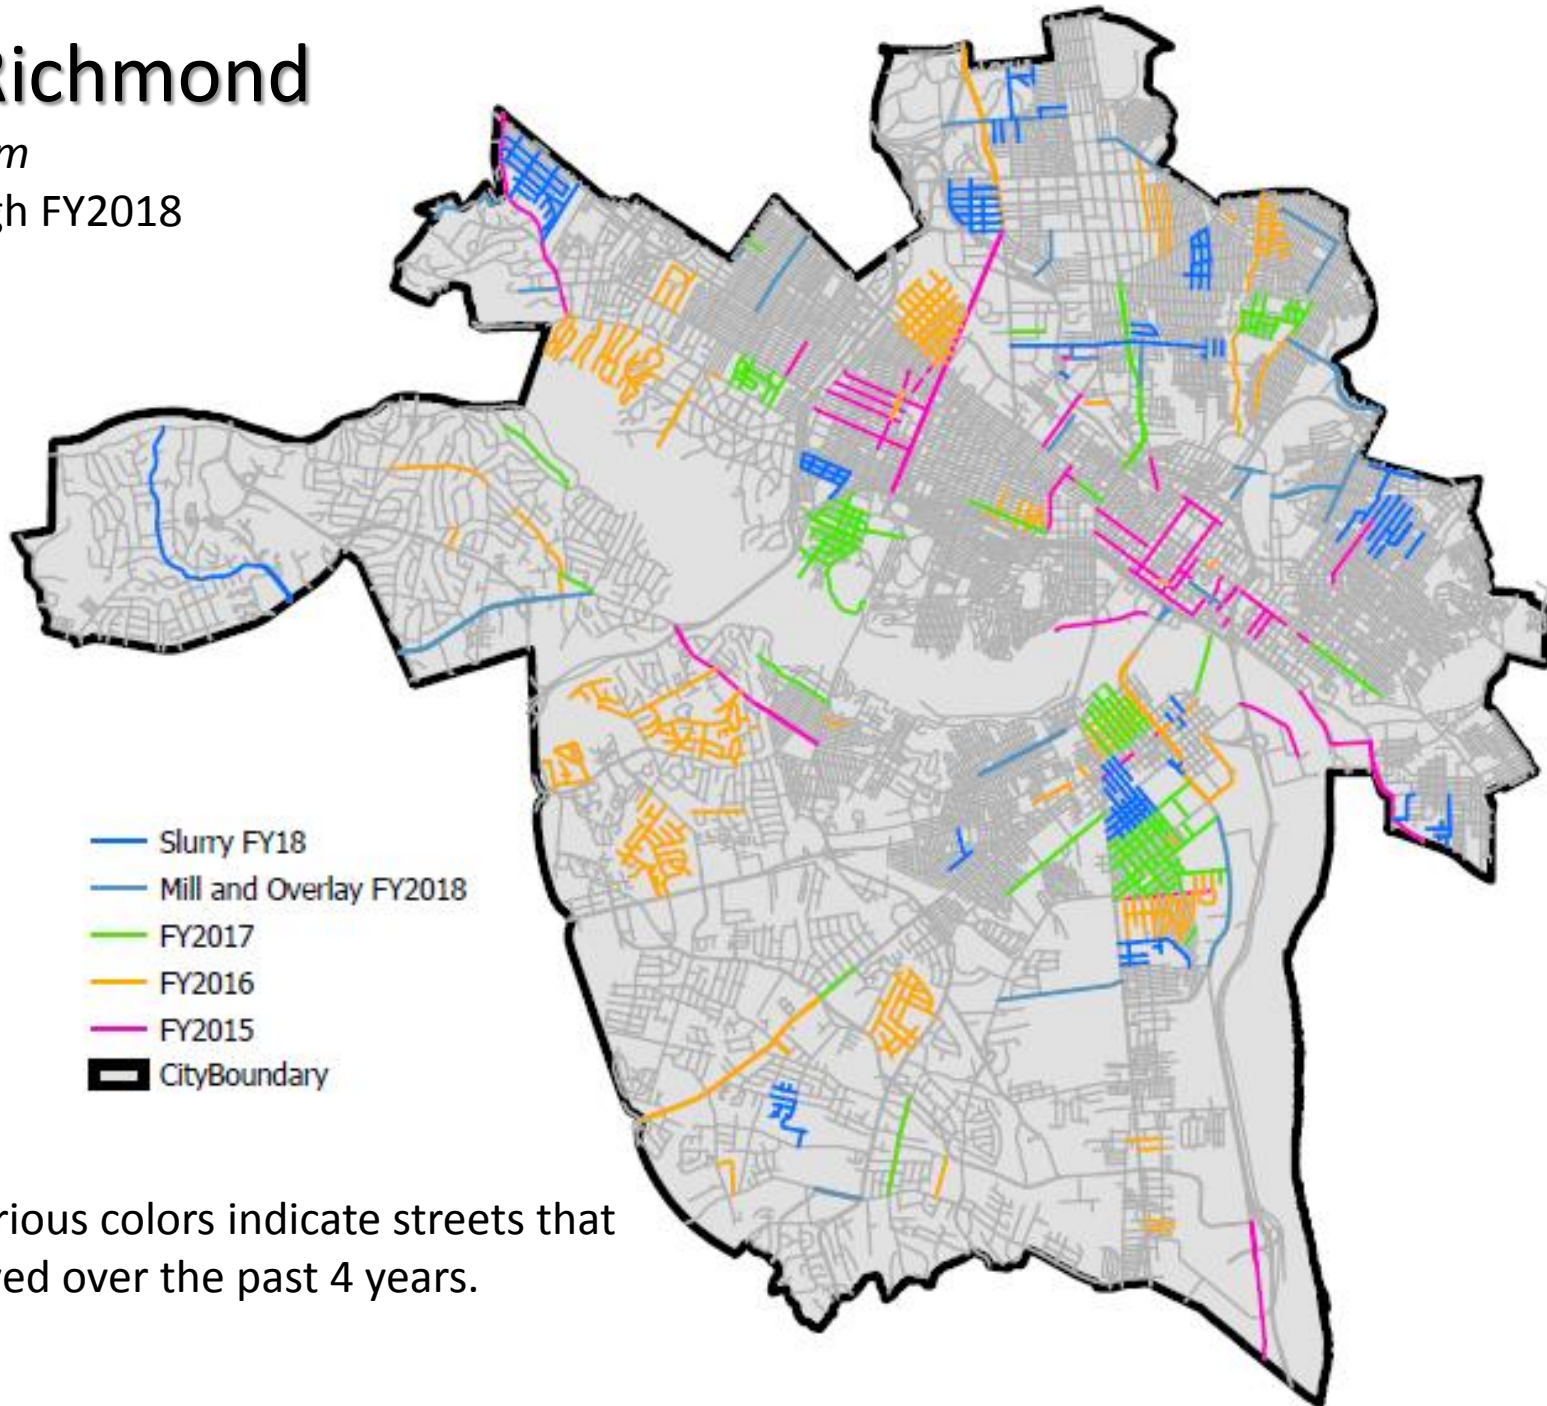 Richmond
m
gh FY2018
Slurry FY18
Mill and Overlay FY2018
FY2017
FY2016
FY2015
CityBoundary
rious colors indicate streets that
ed over the past 4 years.